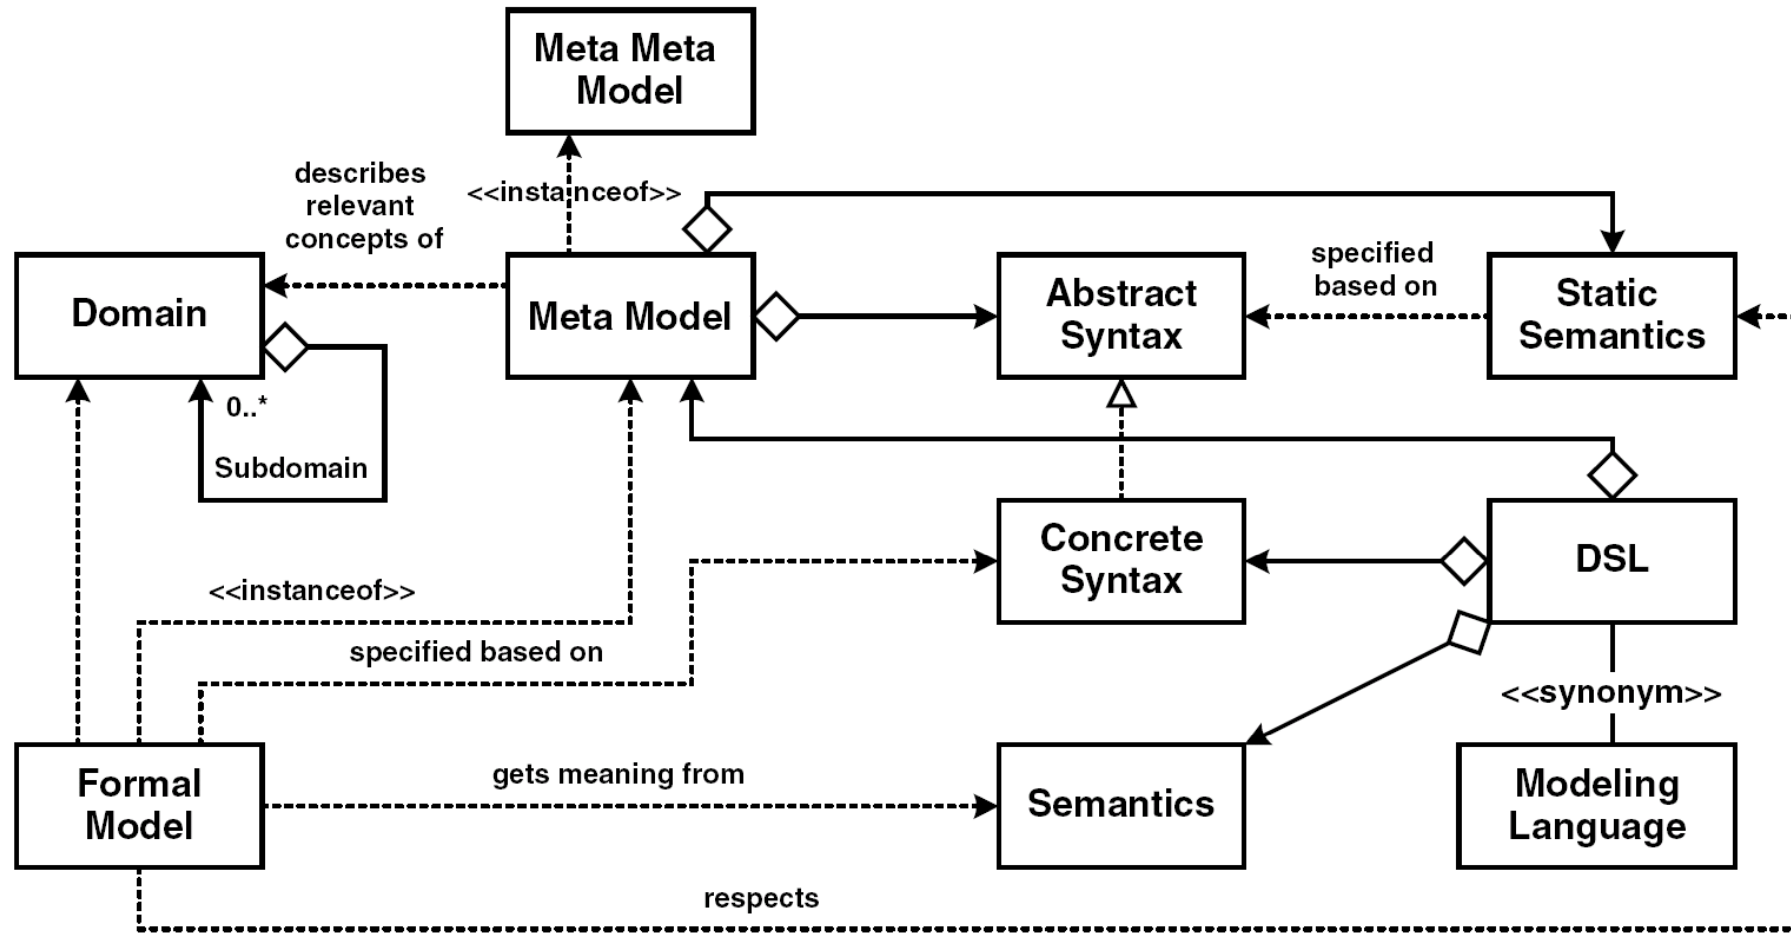 Meta Meta
Model
describes
relevant
concepts of
<<instanceof>>
Domain
Meta Model
Abstract
Syntax
specified
based on
Static
Semantics
0..*
Subdomain
Concrete
Syntax
DSL
<<instanceof>>
specified based on
<<synonym>>
Formal
Model
gets meaning from
Semantics
Modeling
Language
respects